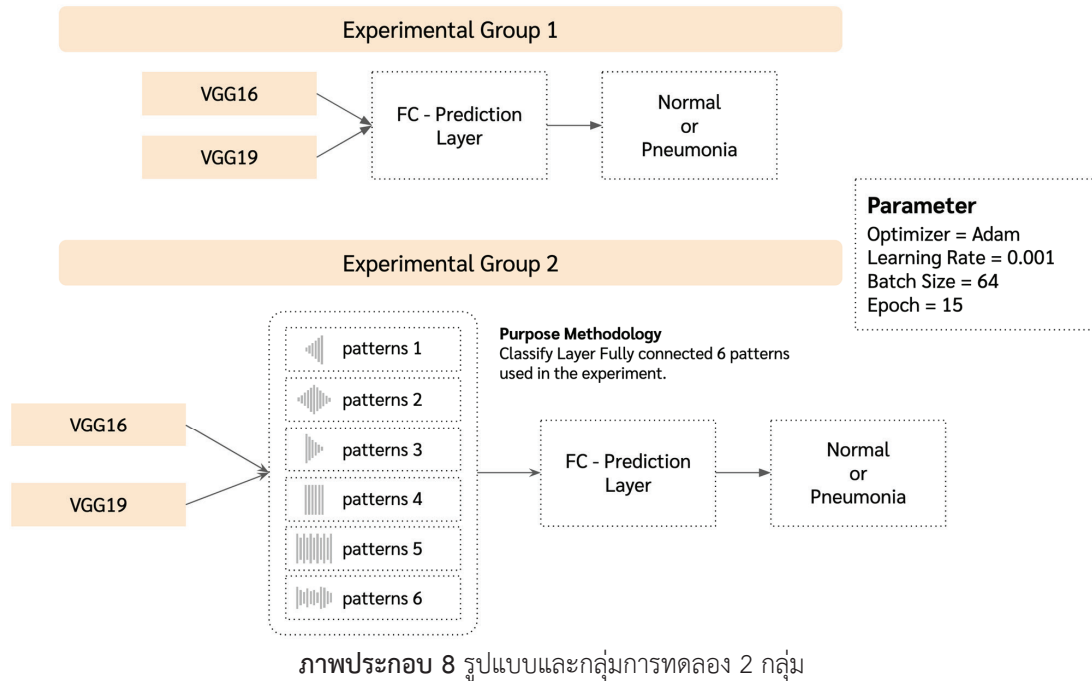 Experimental Group 1
VGG16
VGG19
FC - Prediction
Layer
Normal
or
Pneumonia
Parameter
Optimizer = Adam
Learning Rate = 0.001
Batch Size = 64
Epoch = 15
Experimental Group 2
patterns 1
patterns 2
patterns 3
patterns 4
patterns 5
patterns 6
Purpose Methodology
Classify Layer Fully connected 6 patterns
used in the experiment.
VGG16
VGG19
FC - Prediction
Layer
Normal
or
Pneumonia
ภาพประกอบ 8 รูปแบบและกลุ่มการทดลอง 2 กลุ่ม